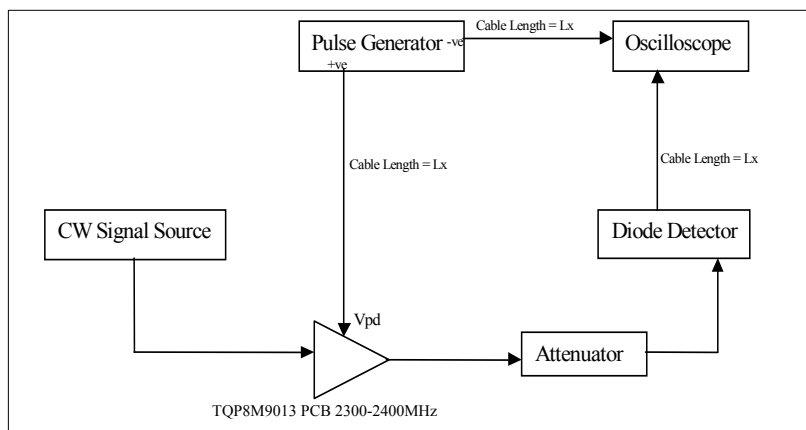 Pulse Generator -ve
+ve
Cable Length = Lx
Oscilloscope
Cable Length = Lx
Cable Length = Lx
CW Signal Source
Diode Detector
Vpd
Attenuator
TQP8M9013 PCB 2300-2400MHz